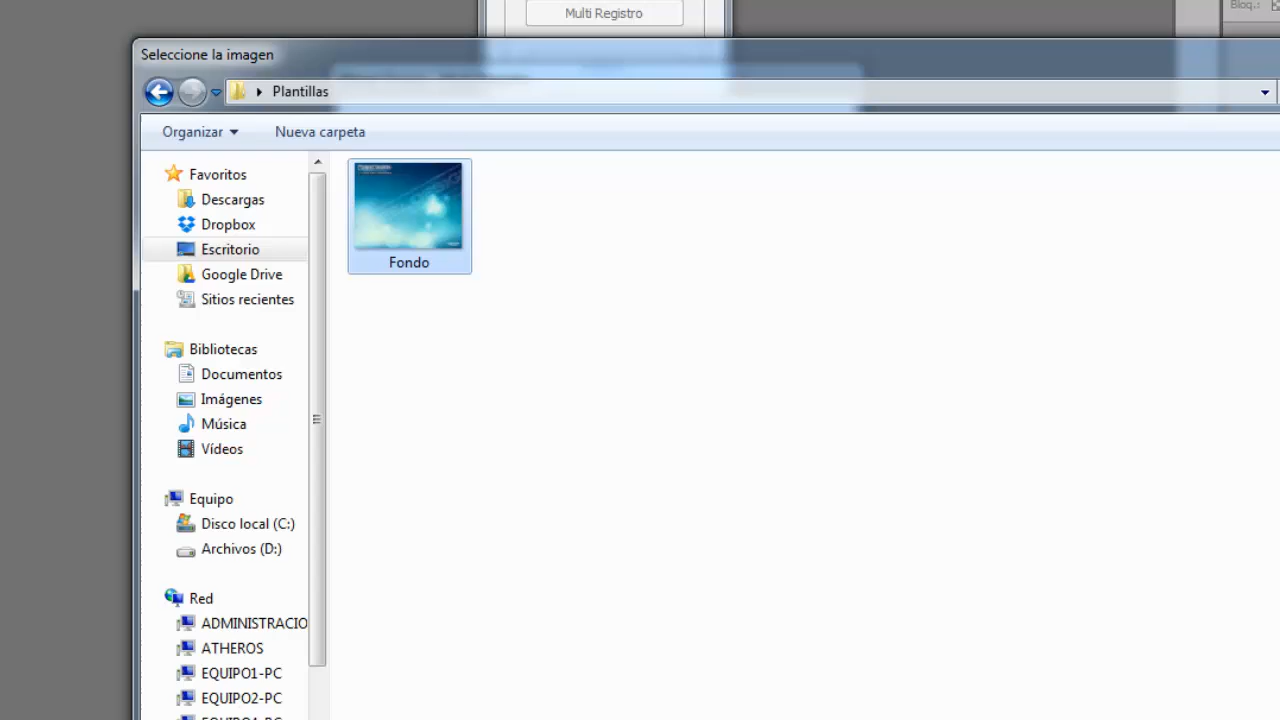 Multi Registro
Bloq.:
Seleccione la imagen
Plantillas
Organizar
Nueva carpeta
Favoritos
Descargas
Dropbox
Escritorio
Google Drive
Sitios recientes
Bibliotecas
Documentos
Imágenes
Música
Vídeos
Equipo
Disco local (C:)
Archivos (D:)
Red
ADMINISTRACIO
ATHEROS
EQUIPO1-PC
EQUIPO2-PC
Fondo